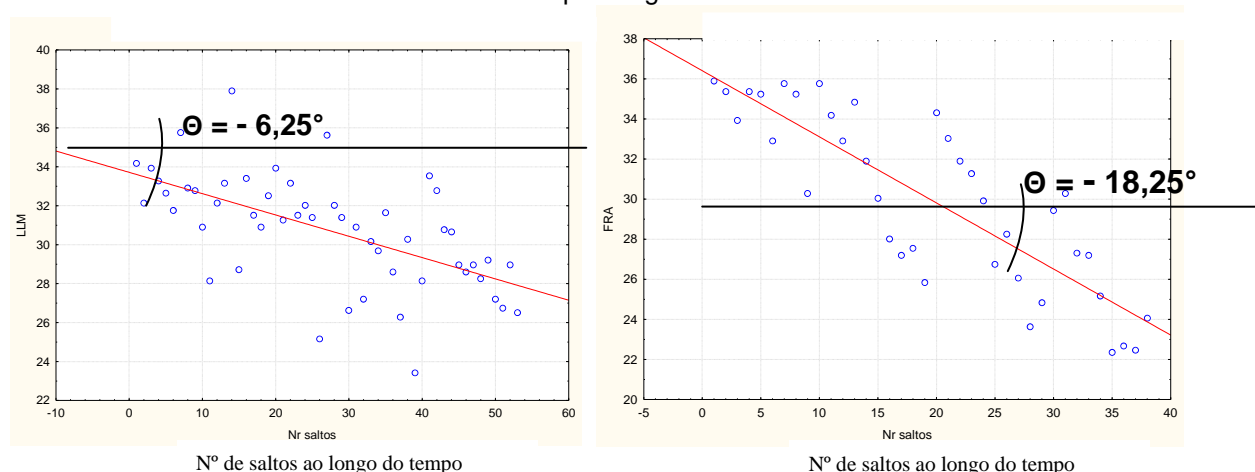 40
38
36
34
32
30
28
26
24
22
LLM
Θ = - 6,25°
-10 0 10 20 30 40 50 60
Nr saltos
Nº de saltos ao longo do tempo
38
36
34
32
30
28
26
24
22
20
FRA
Θ = - 18,25°
-5 0 5 10 15 20 25 30 35 40
Nr saltos
Nº de saltos ao longo do tempo